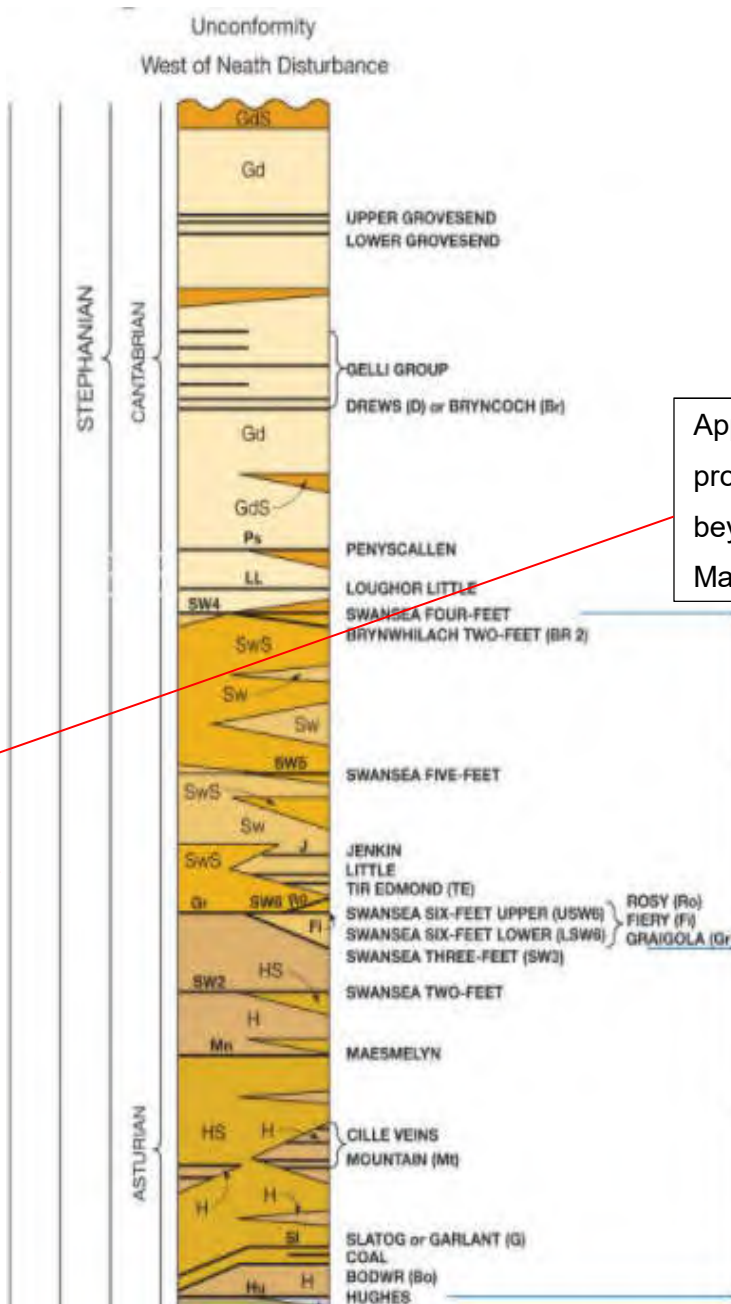 Unconformity
West of Neath Disturbance
STEPHANIAN
CANTABRIAN
ASTURIAN
GdS
Gd
UPPER GROVESEND
LOWER GROVESEND
GELLI GROUP
DREWS (D) or BRYNCOCH (Br)
Gd
GdS
Ps
PENYSCALLEN
LL
LOUGHOR LITTLE
SW4
SWANSEA FOUR-FEET
BRYNWHILACH TWO-FEET (BR 2)
SwS
Sw
Sw
SW5
SWANSEA FIVE-FEET
SwS
Sw
J
JENKIN
SwS
LITTLE
TIR EDMOND (TE)
Gr SW6 Ro
SWANSEA SIX-FEET UPPER (USW6)
ROSY (Ro)
Fi
FIERY (Fi)
SWANSEA SIX-FEET LOWER (LSW6)
GRAIGOLA (Gr
SWANSEA THREE-FEET (SW3)
HS
SW2
SWANSEA TWO-FEET
H
Mn
MAESMELYN
HS
H
CILLE VEINS
MOUNTAIN (Mt)
H
H
Sl
SLATOG or GARLANT (G)
COAL
BODWR (Bo)
Hu
H
HUGHES
Ap
pro
bey
Ma